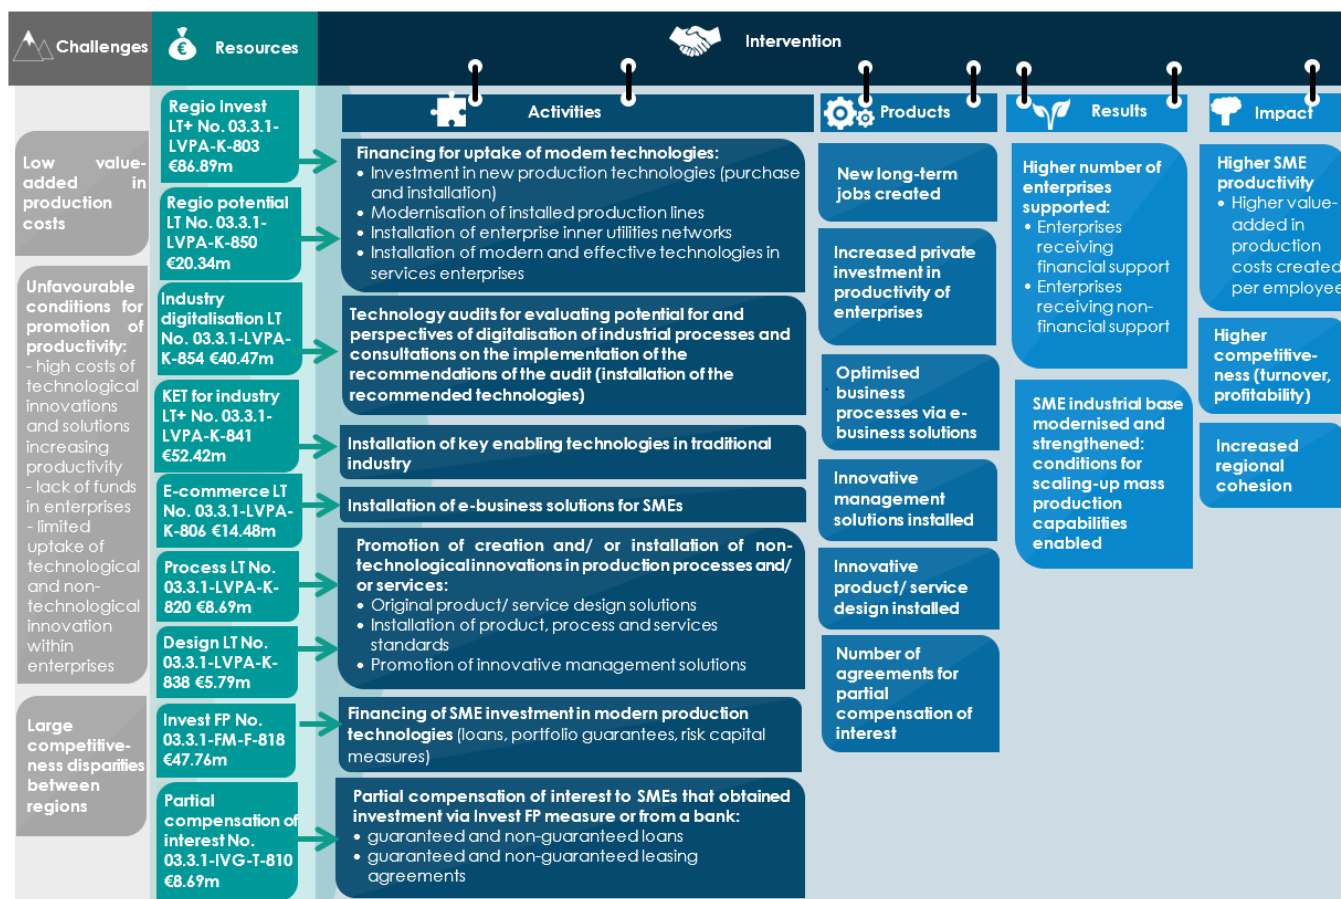 Challenges
Resources
Intervention
Activities
Products
Results
Impact
Low value-
added in
production
costs
Unfavourable
conditions for
promotion of
productivity:
- high costs of
technological
innovations
and solutions
increasing
productivity
- lack of funds
in enterprises
- limited
uptake of
technological
and non-
technological
innovation
within
enterprises
Large
competitive-
ness disparities
between
regions
Regio Invest
LT+ No. 03.3.1-
LVPA-K-803
€86.89m
Regio potential
LT No. 03.3.1-
LVPA-K-850
€20.34m
Industry
digitalisation LT
No. 03.3.1-LVPA-
K-854 €40.47m
KET for industry
LT+ No. 03.3.1-
LVPA-K-841
€52.42m
E-commerce LT
No. 03.3.1-LVPA-
K-806 €14.48m
Process LT No.
03.3.1-LVPA-K-
820 €8.69m
Design LT No.
03.3.1-LVPA-K-
838 €5.79m
Invest FP No.
03.3.1-FM-F-818
€47.76m
Partial
compensation of
interest No.
03.3.1-IVG-T-810
€8.69m
Financing for uptake of modern technologies:
• Investment in new production technologies (purchase
and installation)
• Modernisation of installed production lines
• Installation of enterprise inner utilities networks
• Installation of modern and effective technologies in
services enterprises
Technology audits for evaluating potential for and
perspectives of digitalisation of industrial processes and
consultations on the implementation of the
recommendations of the audit (installation of the
recommended technologies)
Installation of key enabling technologies in traditional
industry
Installation of e-business solutions for SMEs
Promotion of creation and/ or installation of non-
technological innovations in production processes and/
or services:
• Original product/ service design solutions
• Installation of product, process and services
standards
• Promotion of innovative management solutions
Financing of SME investment in modern production
technologies (loans, portfolio guarantees, risk capital
measures)
Partial compensation of interest to SMEs that obtained
investment via Invest FP measure or from a bank:
• guaranteed and non-guaranteed loans
• guaranteed and non-guaranteed leasing
agreements
New long-term
jobs created
Increased private
investment in
productivity of
enterprises
Optimised
business
processes via e-
business solutions
Innovative
management
solutions installed
Innovative
product/ service
design installed
Number of
agreements for
partial
compensation of
interest
Higher number of
enterprises
supported:
• Enterprises
receiving
financial support
• Enterprises
receiving non-
financial support
SME industrial base
modernised and
strengthened:
conditions for
scaling-up mass
production
capabilities
enabled
Higher SME
productivity
• Higher value-
added in
production
costs created
per employee
Higher
competitive-
ness (turnover,
profitability)
Increased
regional
cohesion